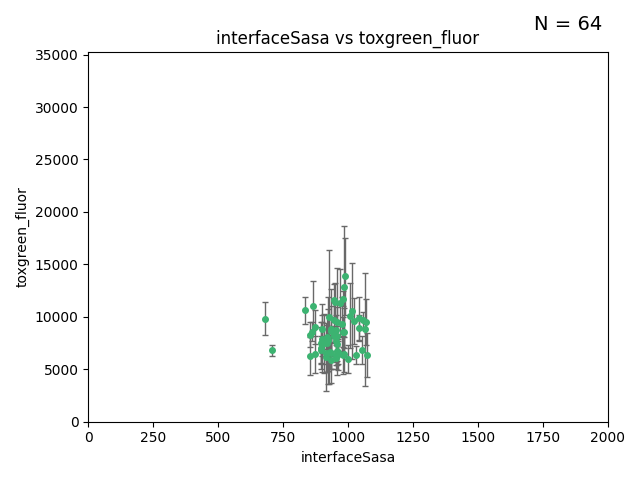 N = 64
interfaceSasa vs toxgreen_fluor
35000
30000
25000
20000
15000
10000
5000
0
toxgreen_fluor
0 250 500 750 1000 1250 1500 1750 2000
interfaceSasa